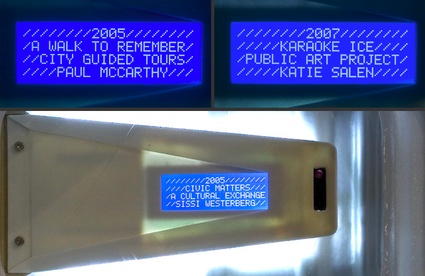 ////////2005/////////
/A WALK TO REMEMBER/
//CITY GUIDED TOURS/
////PAUL MCCARTHY///
////////2007////////
//////KARAOKE ICE////
/PUBLIC ART PROJECT/
/////KATIE SALEN/////
////////2005////////
////CIVIC MATTERS///
/A CULTURAL EXCHANGE
//SISSI WESTERBERG//